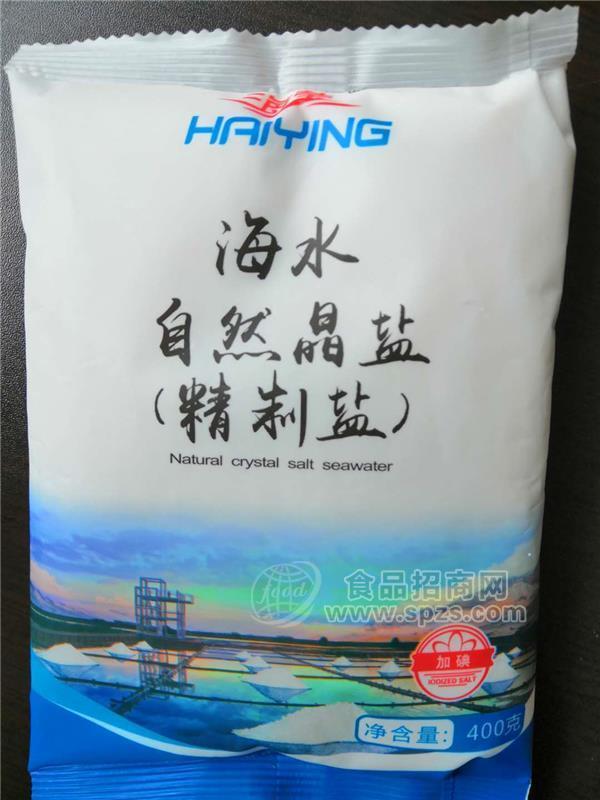 HAIYING
海水
自然晶盐
(精制盐)
Natural crystal salt seawater
food
食品招商网
www.spzs.com
加碘
IODIZED SALT
净含量: 400克